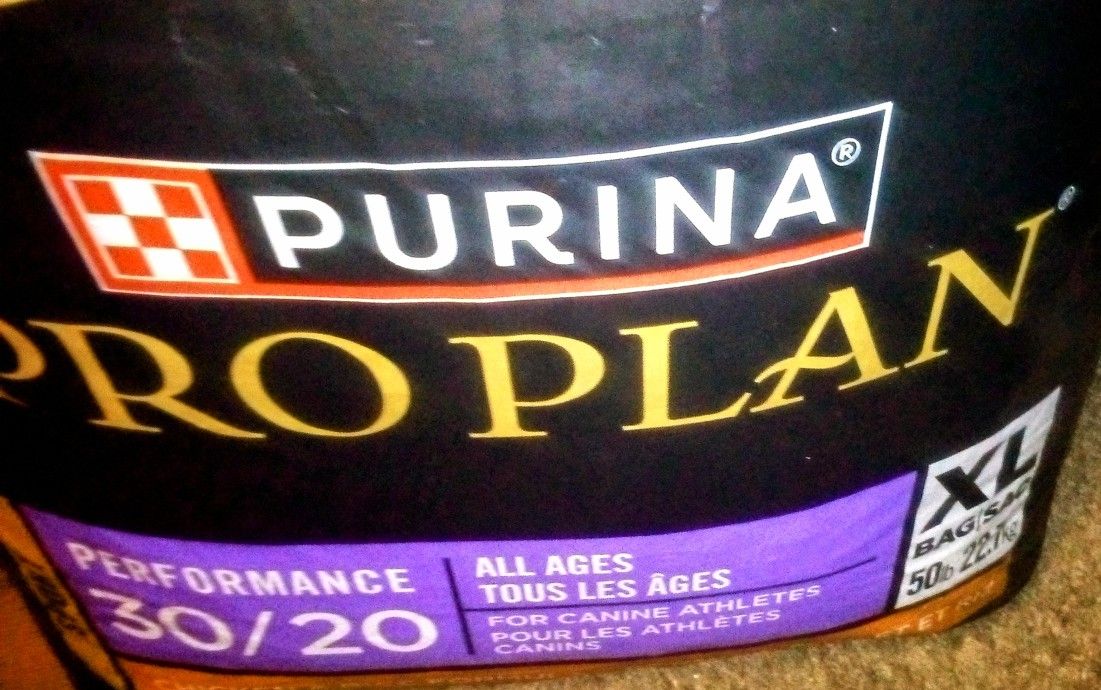 PURINA®
PRO PLAN®
PERFORMANCE
30/20
ALL AGES
TOUS LES ÂGES
FOR CANINE ATHLETES
POUR LES ATHLÈTES
CANINS
XL
BAG/SAC
50lb 22.7kg
ET